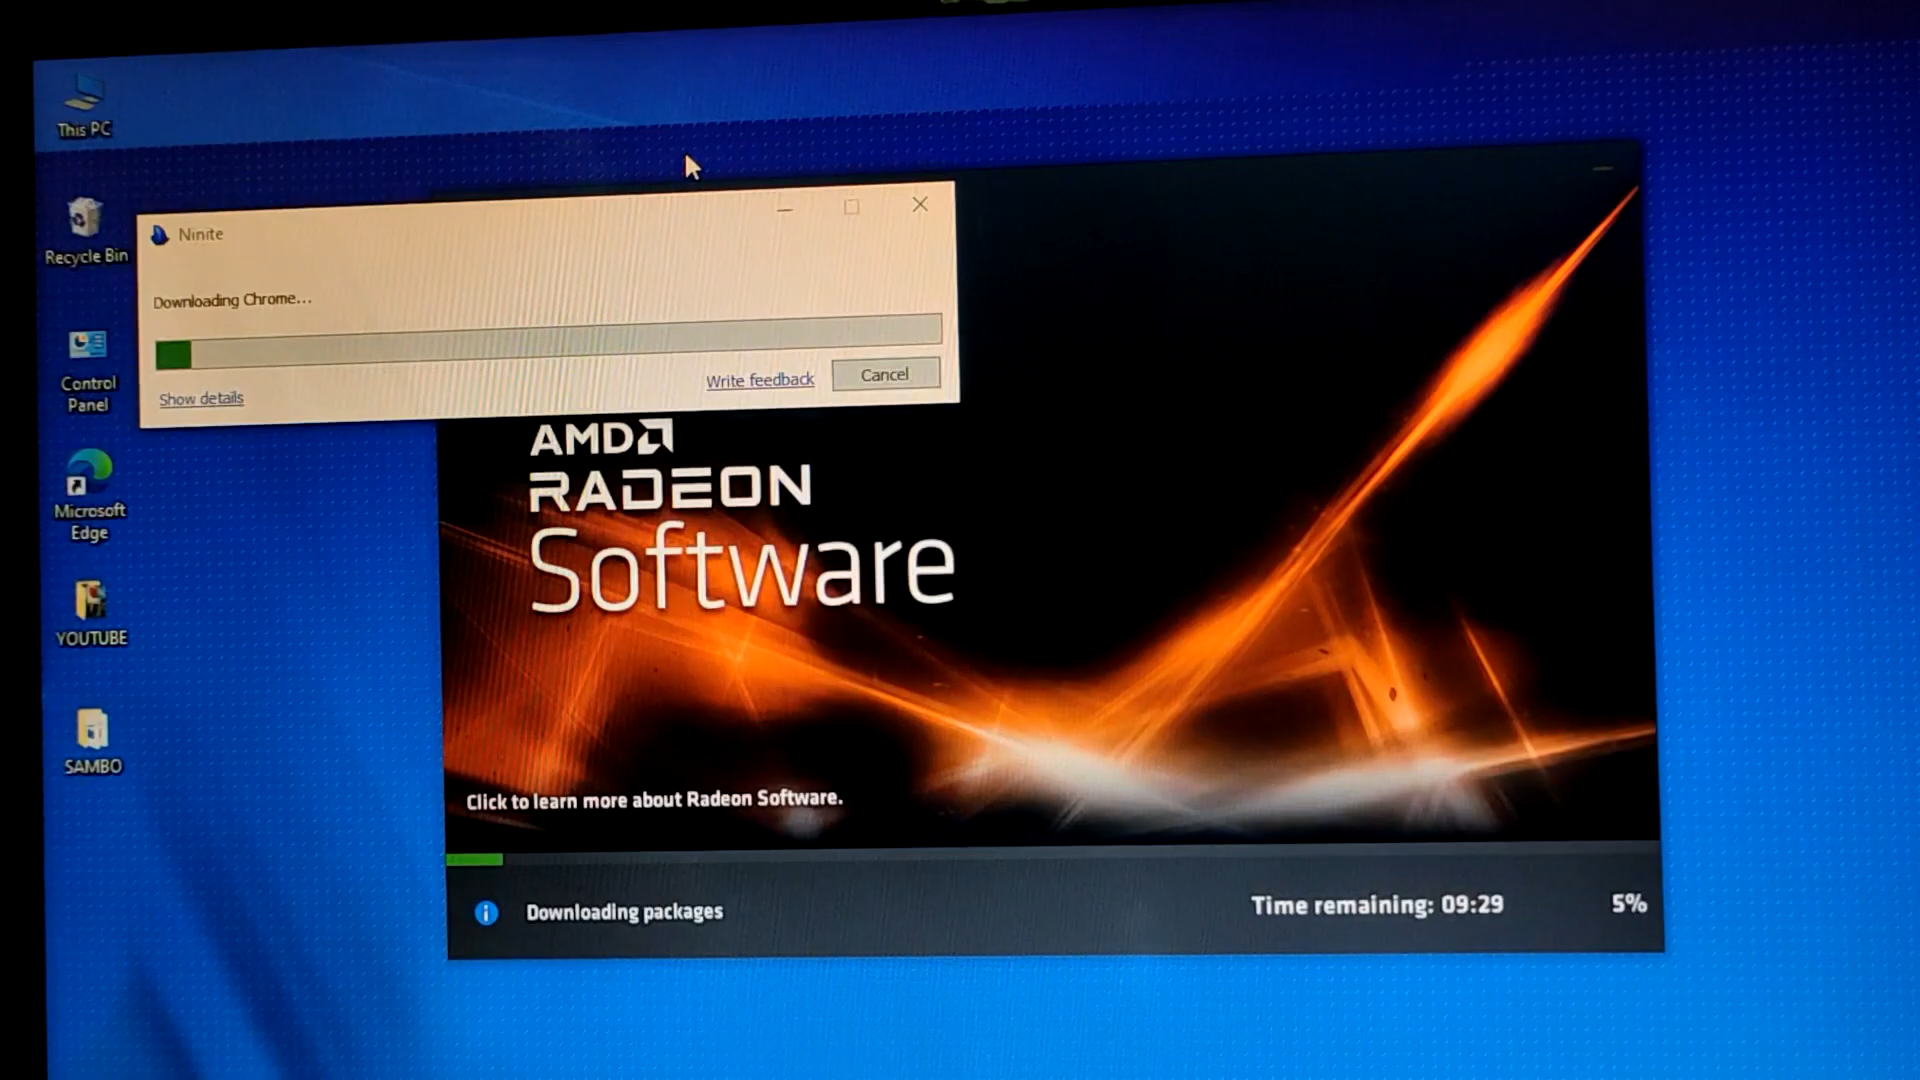 This PC
Recycle Bin
Control
Panel
Microsoft
Edge
YOUTUBE
SAMBO
Ninite
Downloading Chrome...
Show details
Write feedback
Cancel
AMD
RADEON
Software
Click to learn more about Radeon Software.
Downloading packages
Time remaining: 09:29
5%